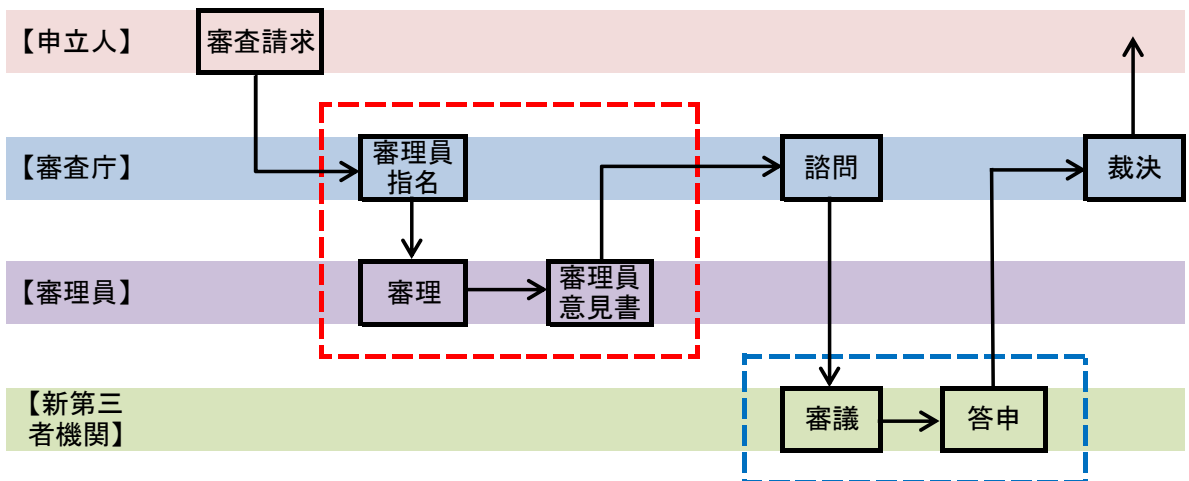 【申立人】
審査請求
【審査庁】
審理員
指名
諮問
裁決
【審理員】
審理
審理員
意見書
【新第三
者機関】
審議
答申